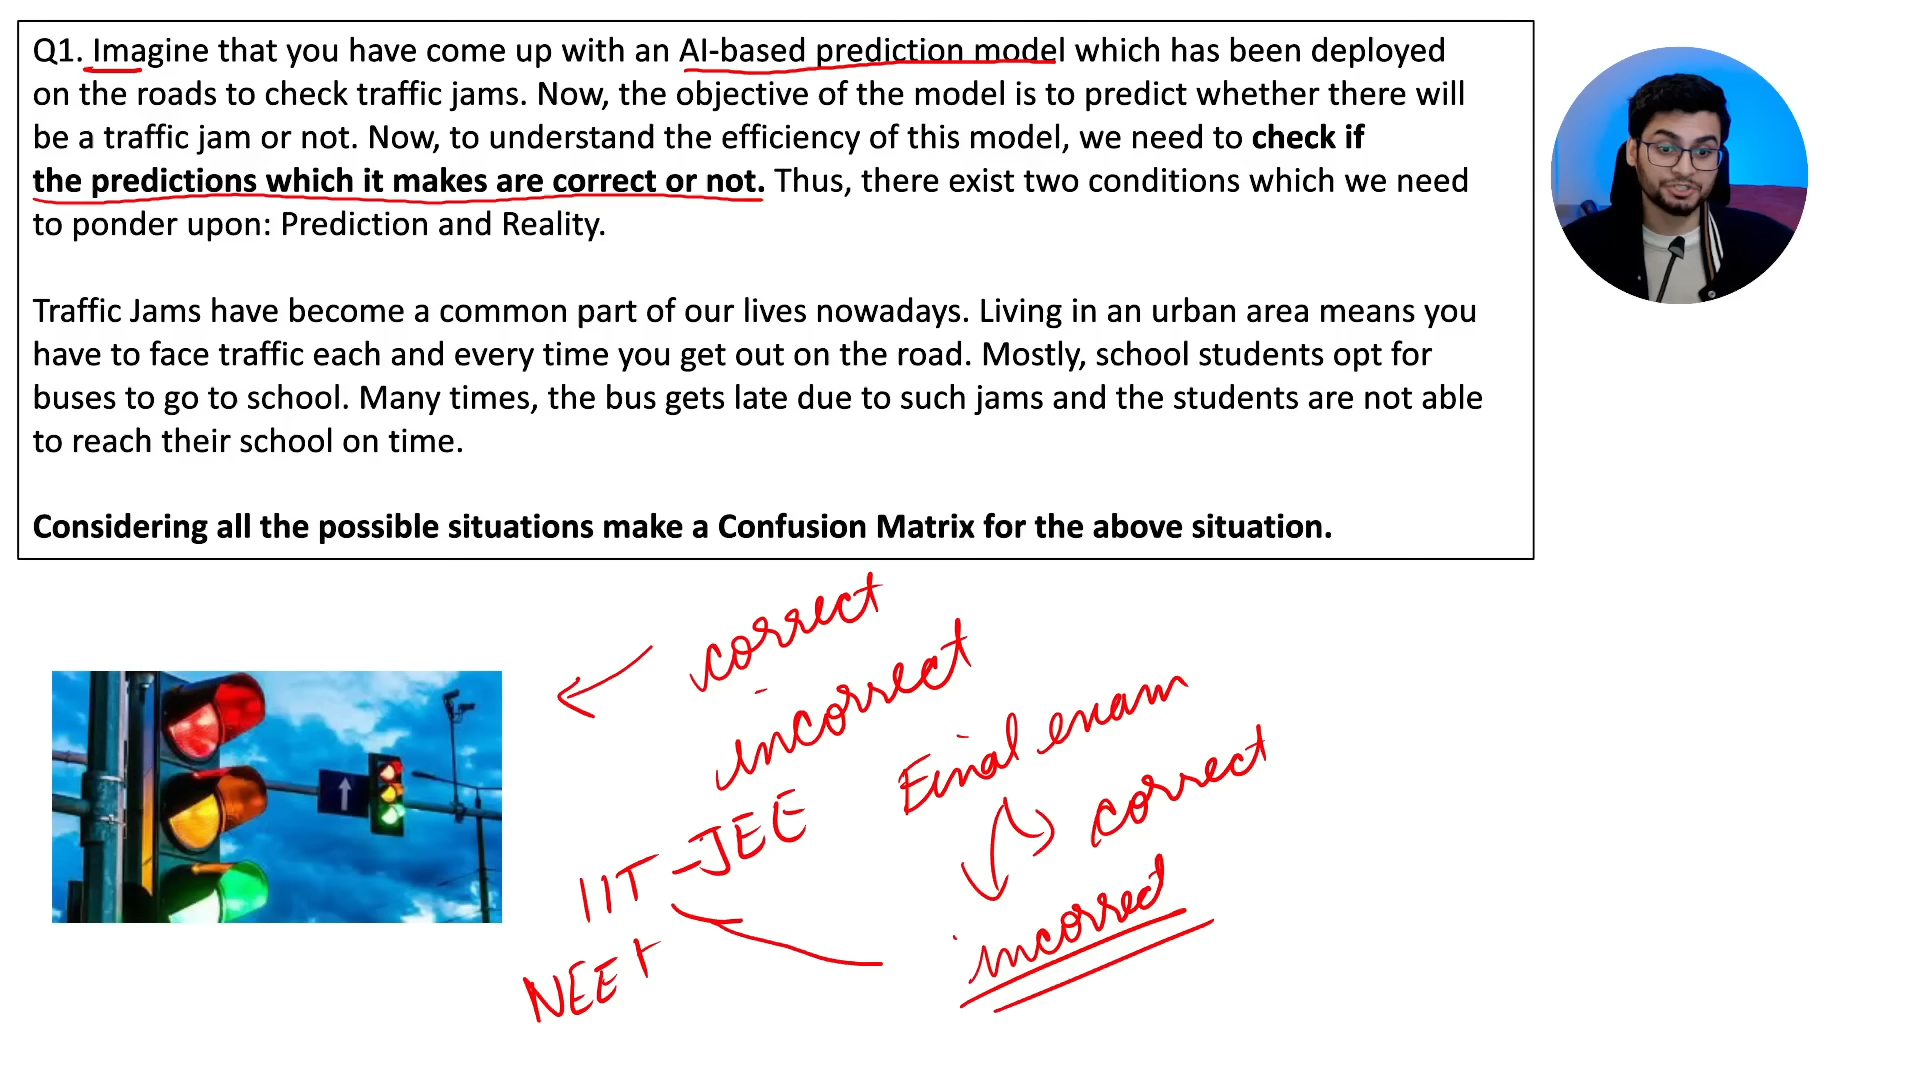 Q1. Imagine that you have come up with an AI-based prediction model which has been deployed
on the roads to check traffic jams. Now, the objective of the model is to predict whether there will
be a traffic jam or not. Now, to understand the efficiency of this model, we need to check if
the predictions which it makes are correct or not. Thus, there exist two conditions which we need
to ponder upon: Prediction and Reality.
Traffic Jams have become a common part of our lives nowadays. Living in an urban area means you
have to face traffic each and every time you get out on the road. Mostly, school students opt for
buses to go to school. Many times, the bus gets late due to such jams and the students are not able
to reach their school on time.
Considering all the possible situations make a Confusion Matrix for the above situation.
correct
incorrect
Final exam
correct
IIT-JEE
incorrect
NEET